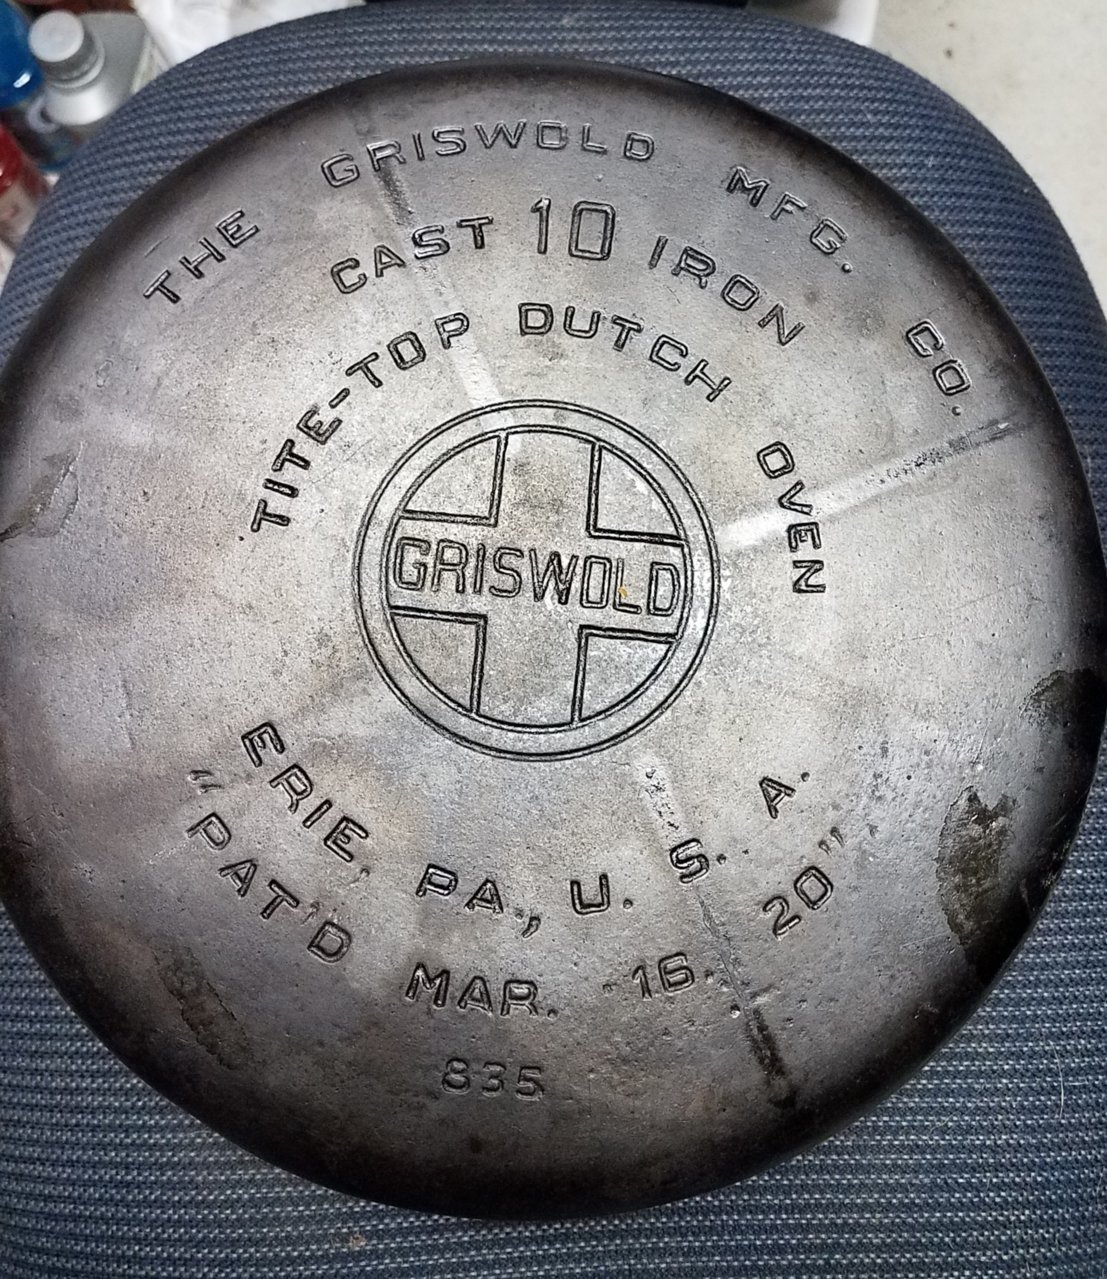 THE GRISWOLD MFG. CO.
CAST 10 IRON
TITE-TOP DUTCH OVEN
GRISWOLD
ERIE, PA., U. S. A.
"PAT'D MAR. 16. 20"
835